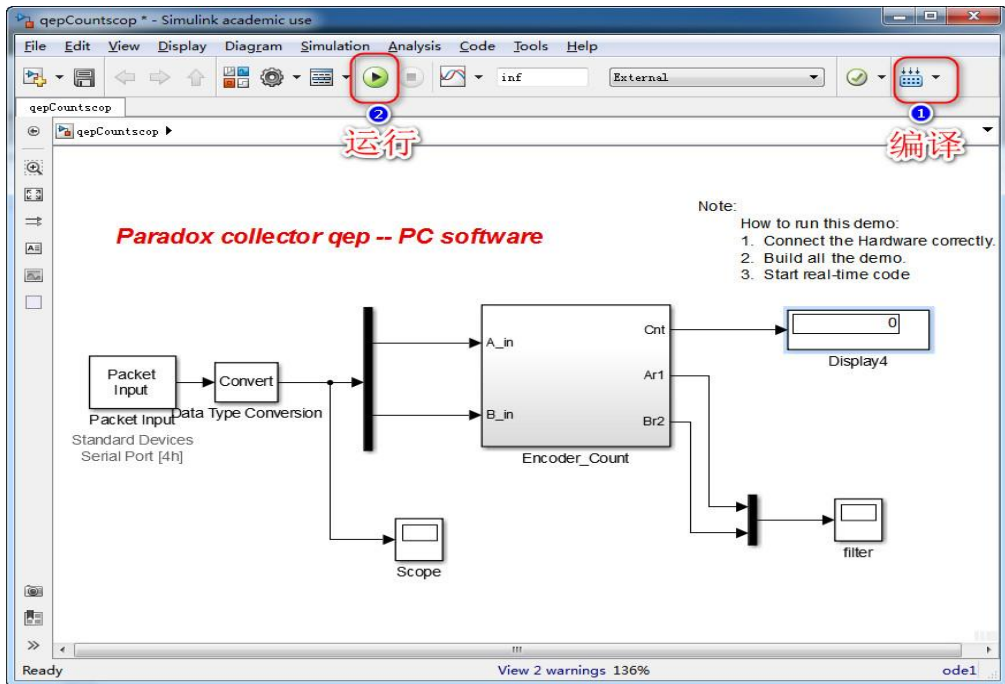 qepCountscop * - Simulink academic use
File Edit View Display Diagram Simulation Analysis Code Tools Help
inf
External
qepCountscop
2
1
qepCountscop
运行
编译
Note:
How to run this demo:
1. Connect the Hardware correctly.
2. Build all the demo.
3. Start real-time code
Paradox collector qep -- PC software
Packet
Input
Packet Input
Standard Devices
Serial Port [4h]
Convert
Data Type Conversion
A_in
B_in
Cnt
Ar1
Br2
Encoder_Count
0
Display4
Scope
filter
Ready
View 2 warnings 136%
ode1